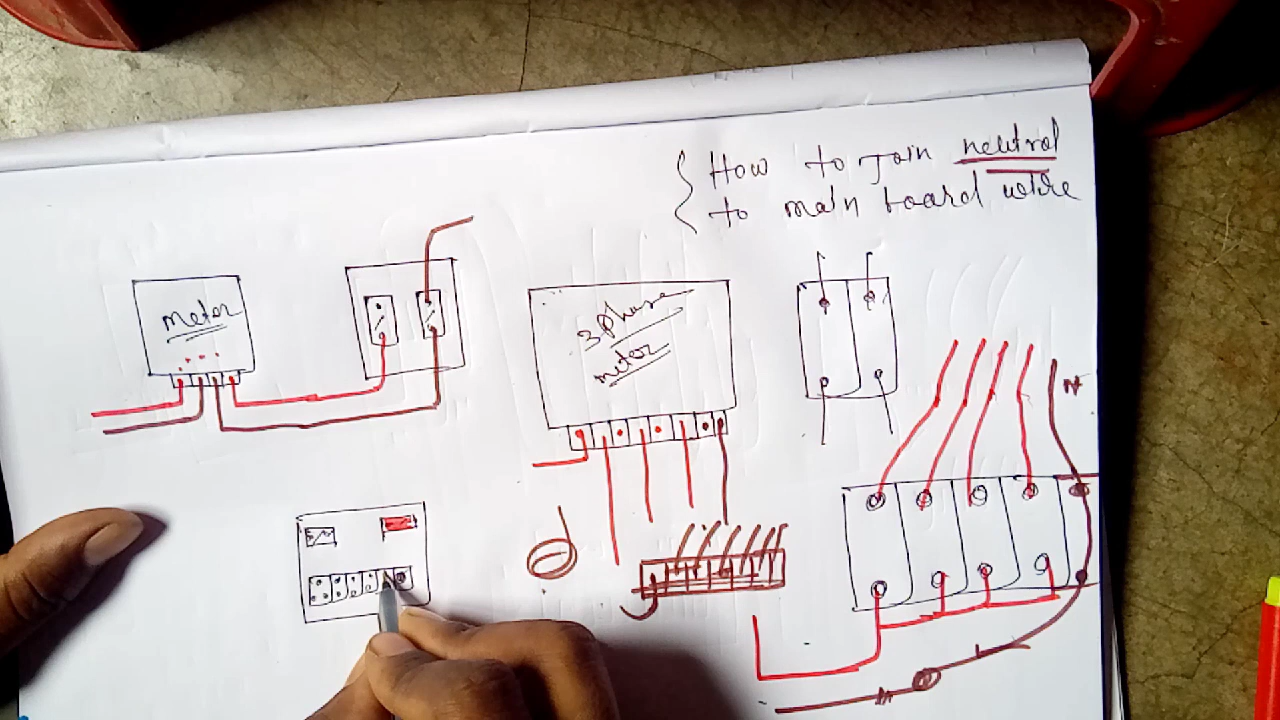 How to Join neutral
to main board wire
meter
3 Phase
meter
N